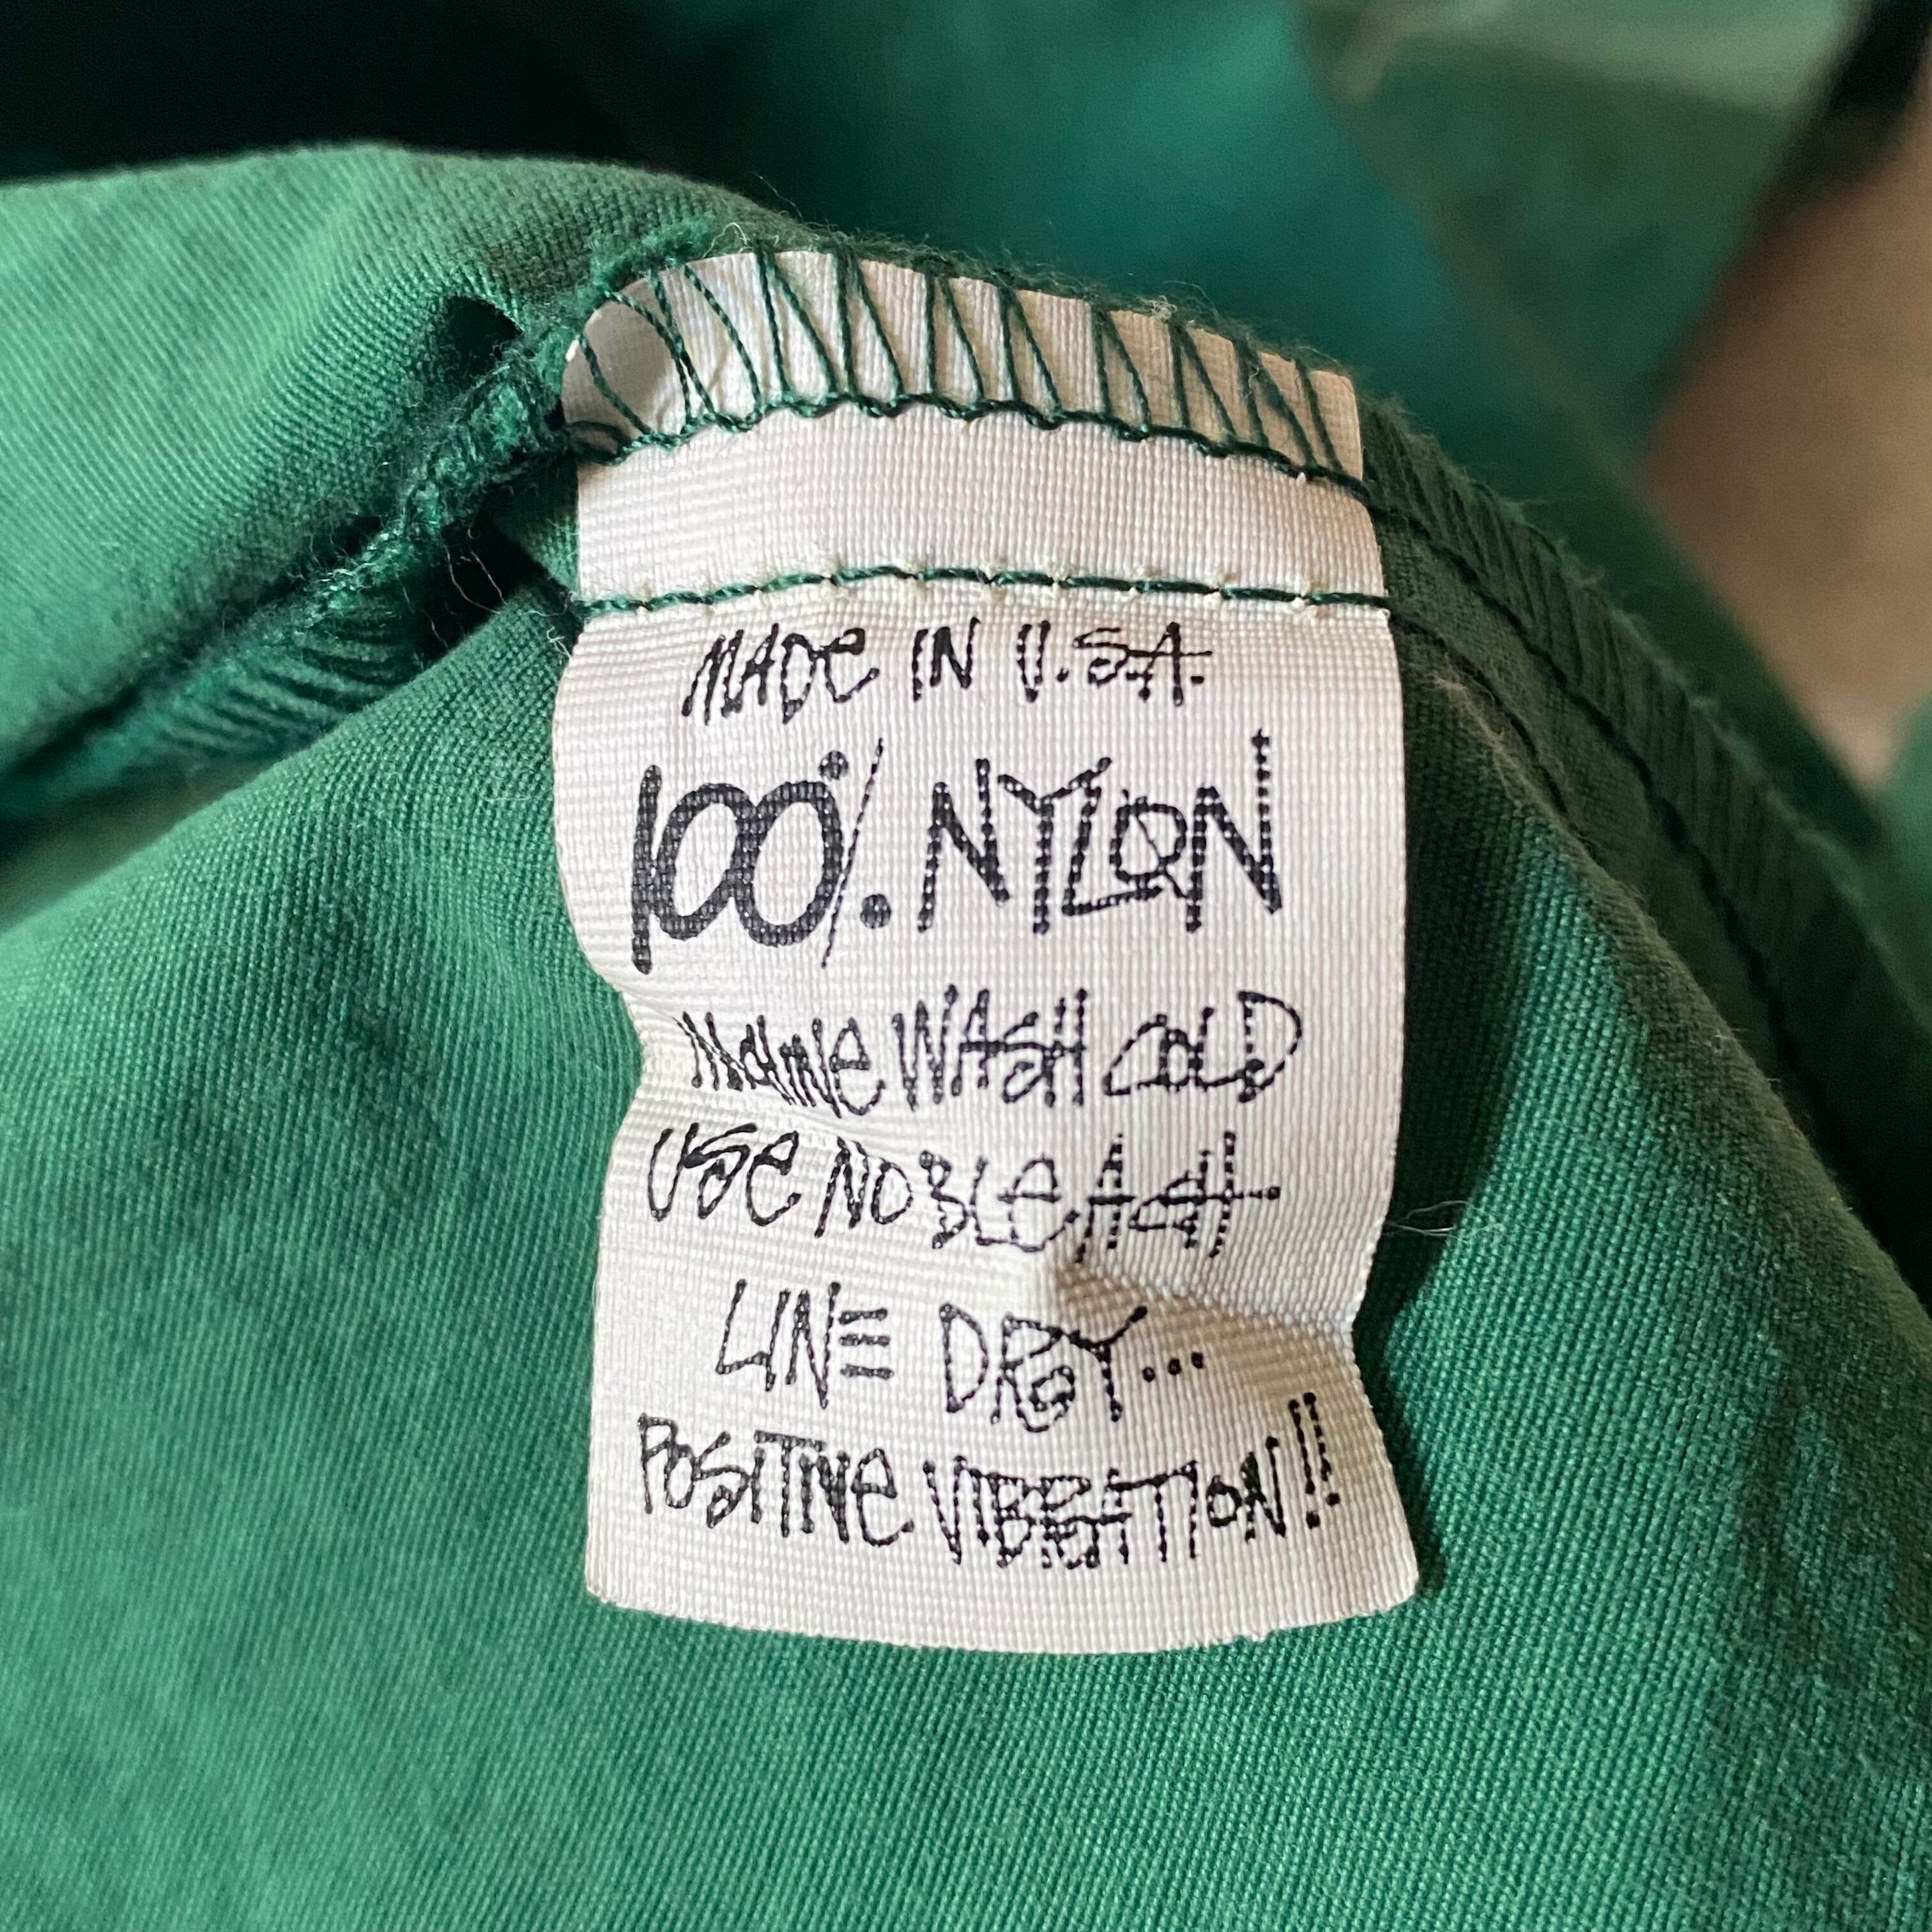 MADE IN U.S.A.
100% NYLON
MACHINE WASH COLD
USE NO BLEACH
LINE DRY...
POSITIVE VIBRATION!!